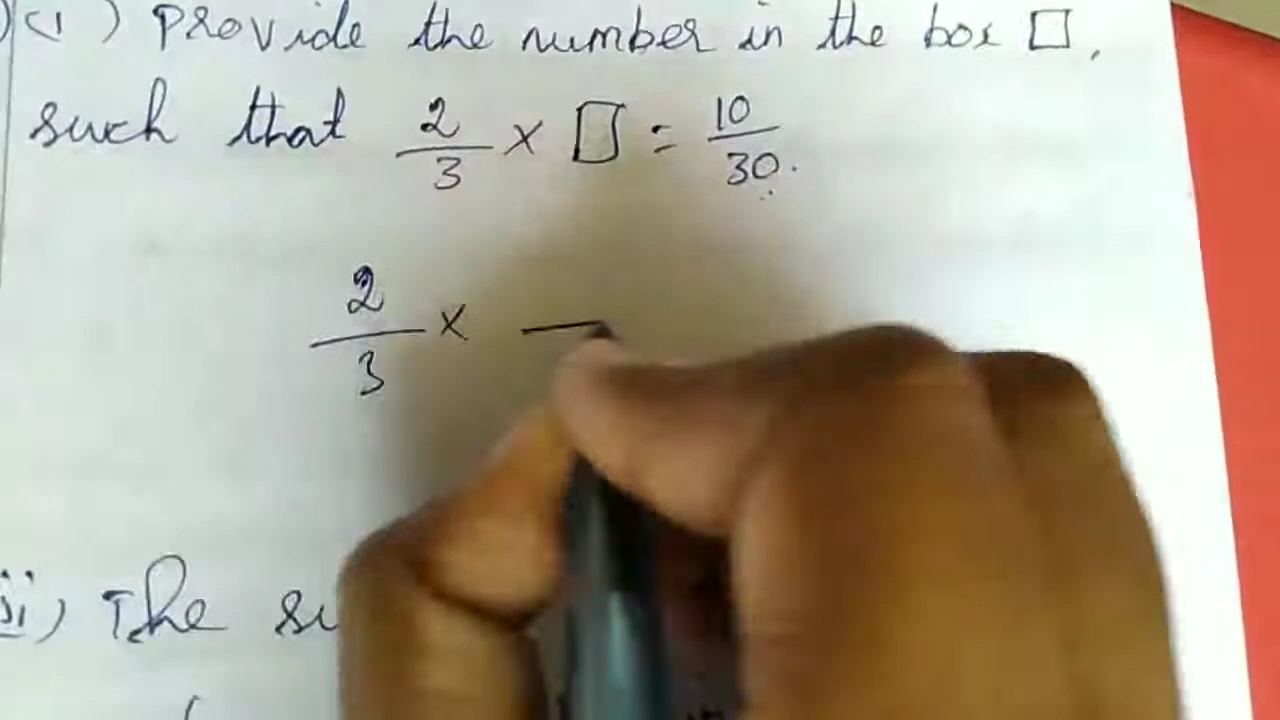 (i) Provide the number in the box □,
such that 2/3 × □ = 10/30.
2/3 ×
ii) The